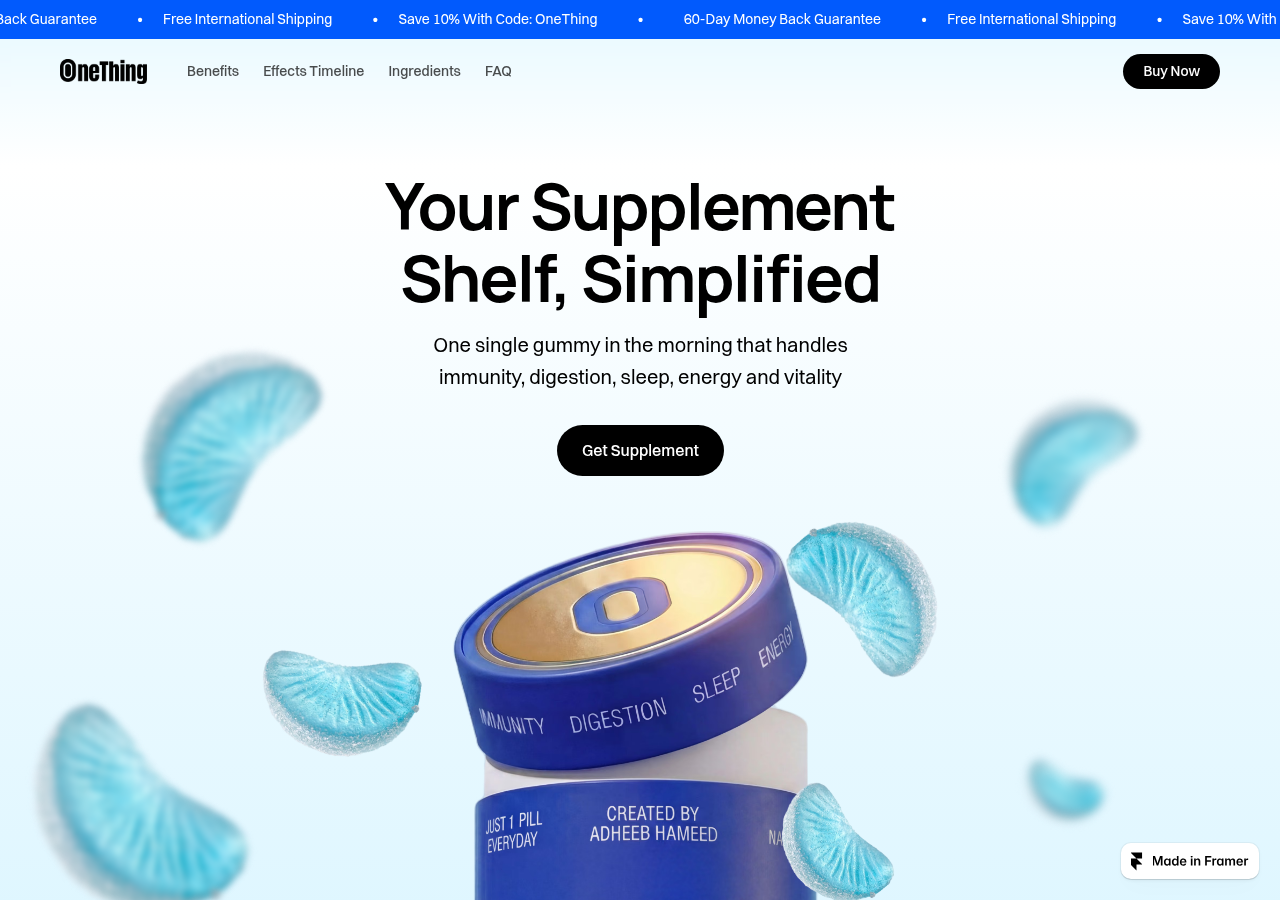 Back Guarantee • Free International Shipping • Save 10% With Code: OneThing • 60-Day Money Back Guarantee • Free International Shipping • Save 10% With
OneThing
Benefits
Effects Timeline
Ingredients
FAQ
Buy Now
Your Supplement
Shelf, Simplified
One single gummy in the morning that handles
immunity, digestion, sleep, energy and vitality
Get Supplement
IMMUNITY DIGESTION SLEEP ENERGY
JUST 1 PILL
EVERYDAY
CREATED BY
ADHEEB HAMEED
NA
Made in Framer